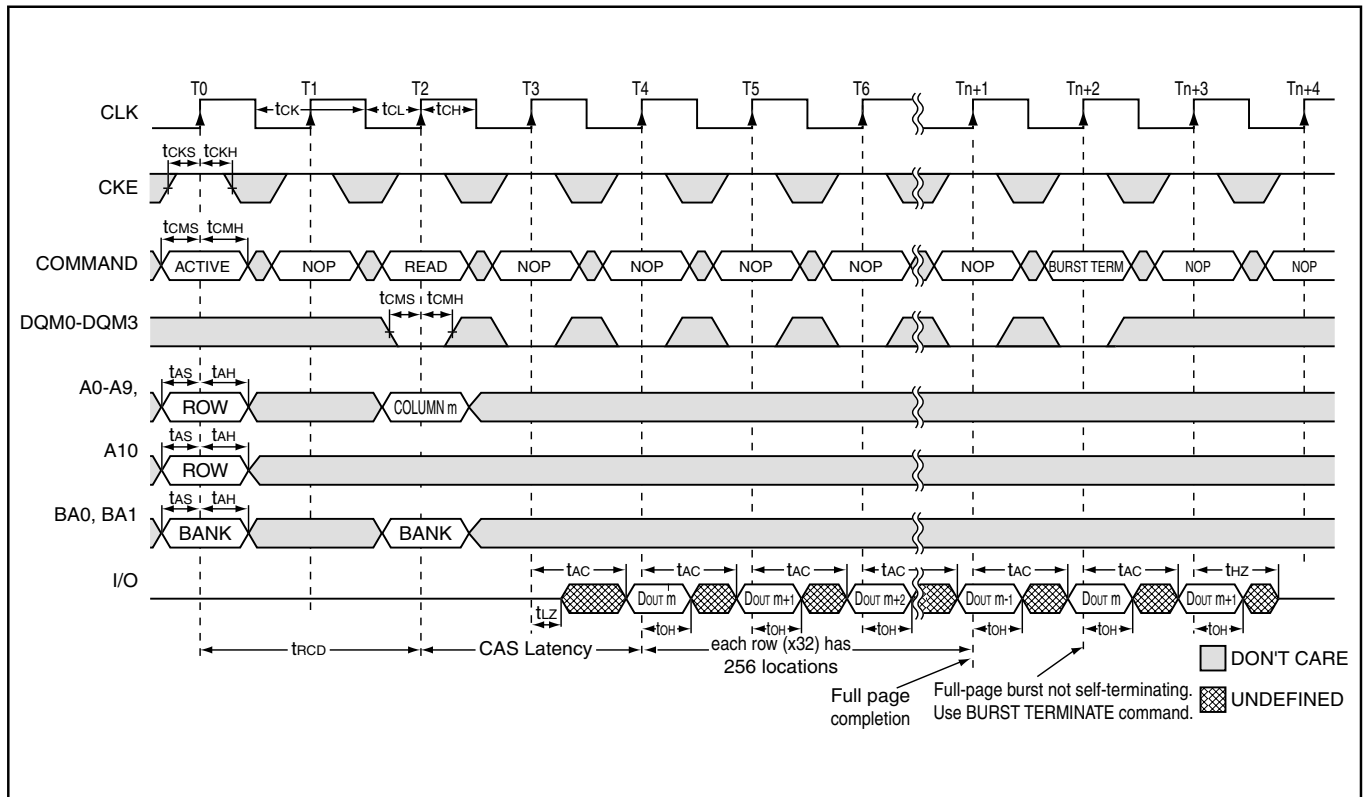 T0 T1 T2 T3 T4 T5 T6 Tn+1 Tn+2 Tn+3 Tn+4
CLK tCK tCL tCH
tCKS tCKH
CKE
tCMS tCMH
COMMAND ACTIVE NOP READ NOP NOP NOP NOP NOP BURST TERM NOP NOP
tCMS tCMH
DQM0-DQM3
tAS tAH
A0-A9, ROW COLUMN m
tAS tAH
A10 ROW
tAS tAH
BA0, BA1 BANK BANK
I/O tAC tAC tAC tAC tAC tAC tHZ
DOUT m DOUT m+1 DOUT m+2 DOUT m-1 DOUT m DOUT m+1
tLZ tOH tOH tOH tOH tOH tOH
tRCD CAS Latency each row (x32) has
256 locations
DON'T CARE
UNDEFINED
Full page
completion
Full-page burst not self-terminating.
Use BURST TERMINATE command.